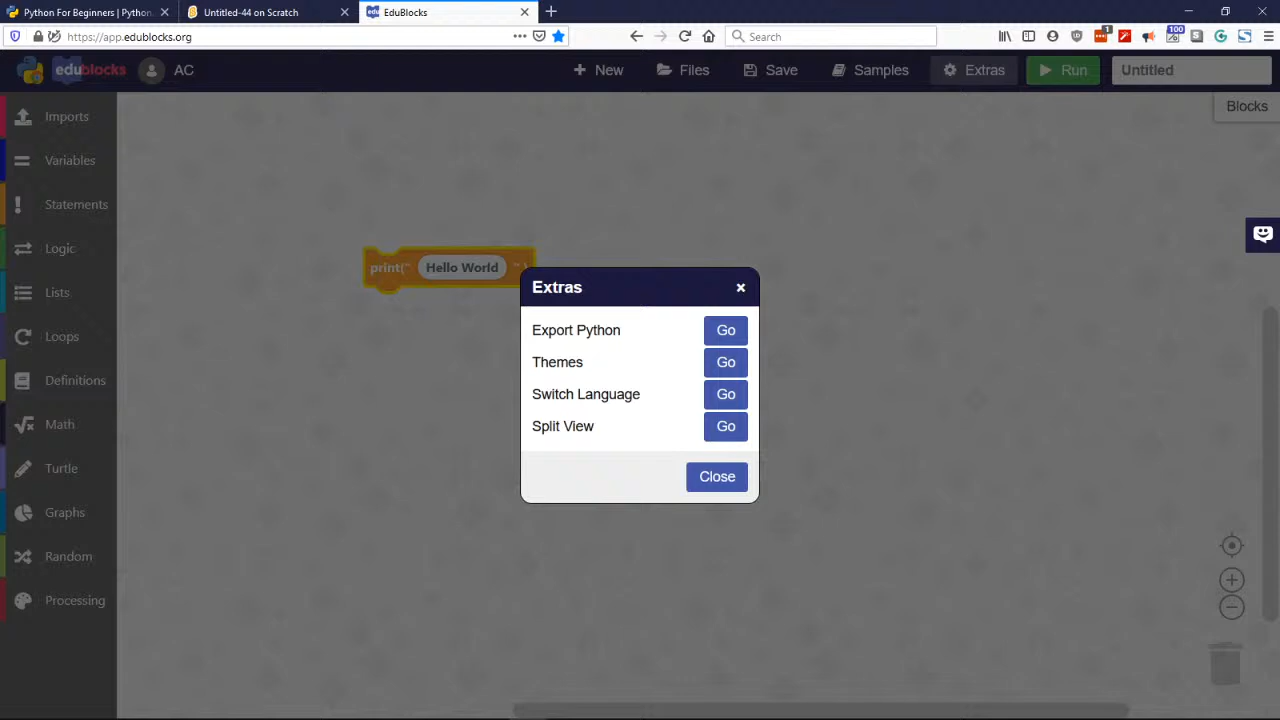 Python For Beginners | Python.
Untitled-44 on Scratch
EduBlocks
https://app.edublocks.org
Search
1
100
edublocks
AC
New
Files
Save
Samples
Extras
Run
Untitled
Imports
Blocks
Variables
Statements
Logic
print(" Hello World ")
Extras
Lists
Export Python Go
Loops
Themes Go
Definitions
Switch Language Go
Math
Split View Go
Turtle
Close
Graphs
Random
Processing